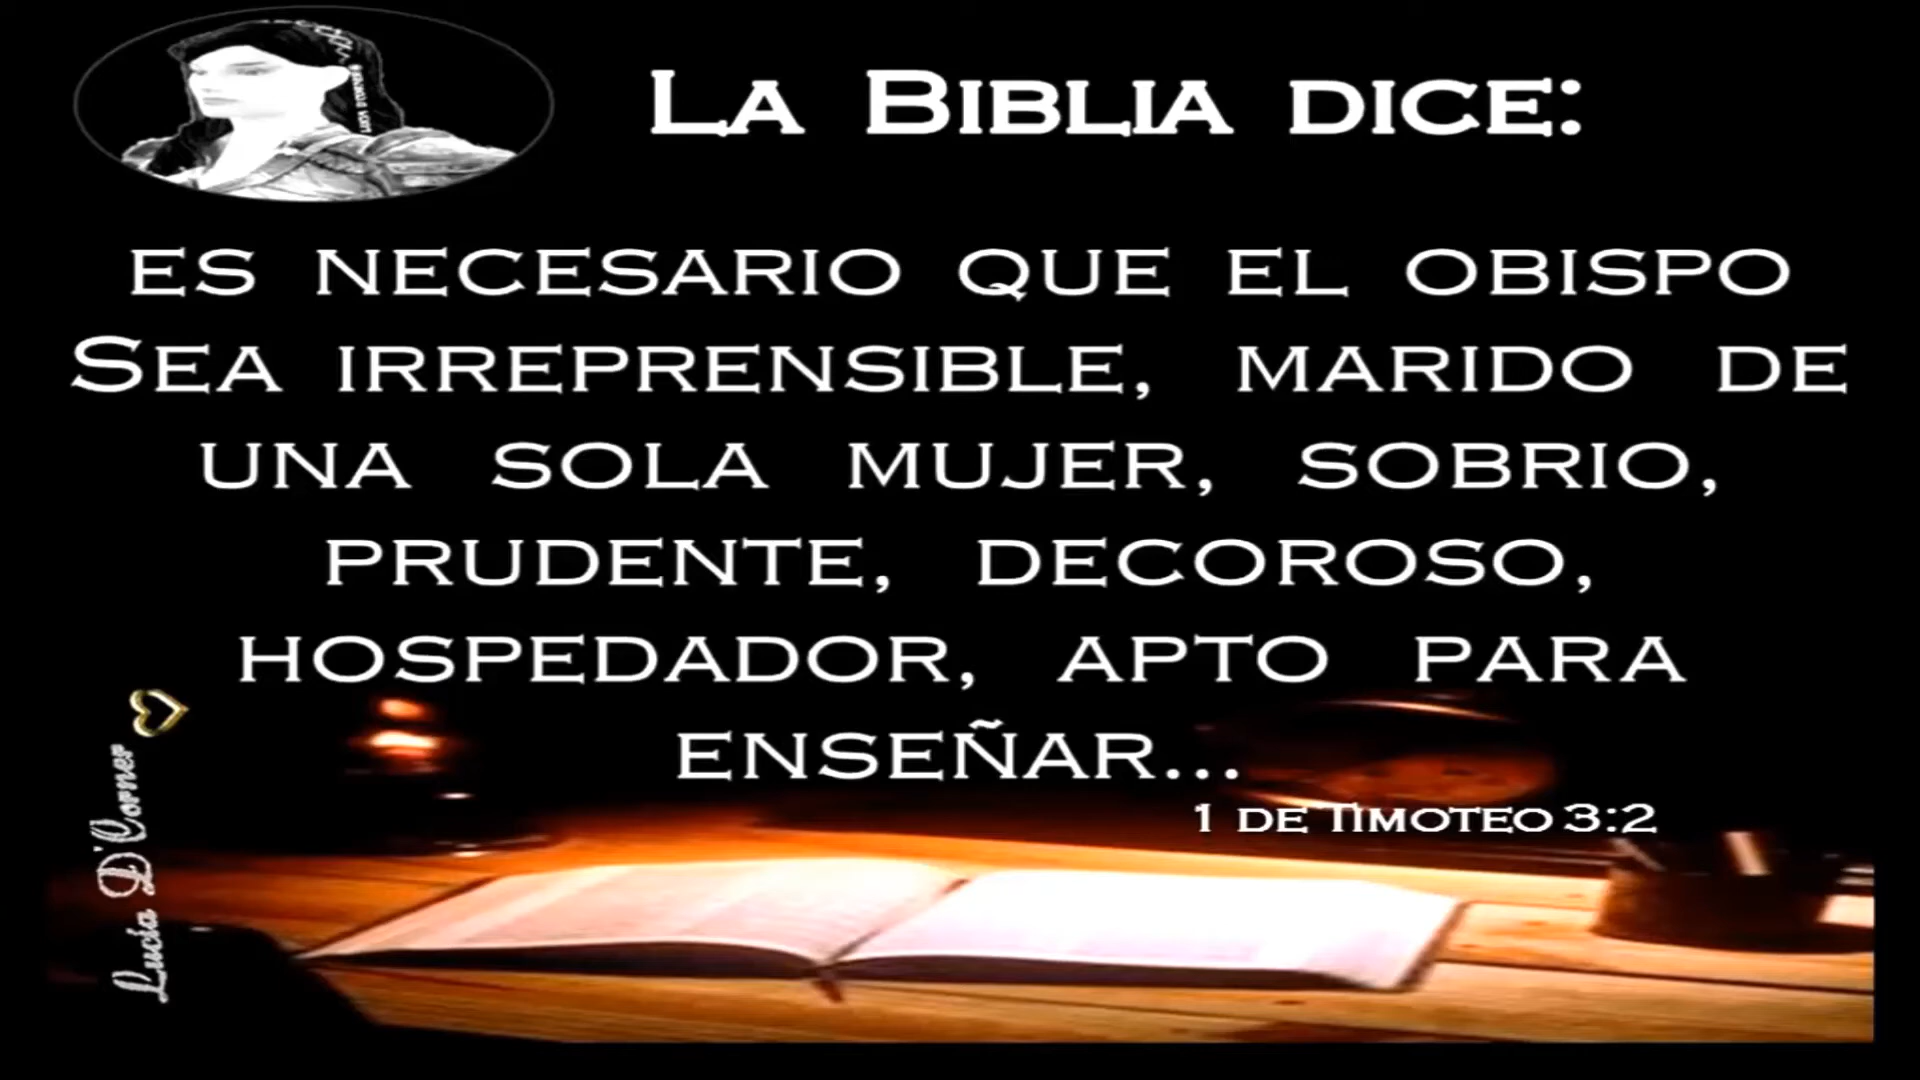 La Biblia dice:
es necesario que el obispo
Sea irreprensible, marido de
una sola mujer, sobrio,
prudente, decoroso,
hospedador, apto para
enseñar...
1 de Timoteo 3:2
Lucía D'Corner